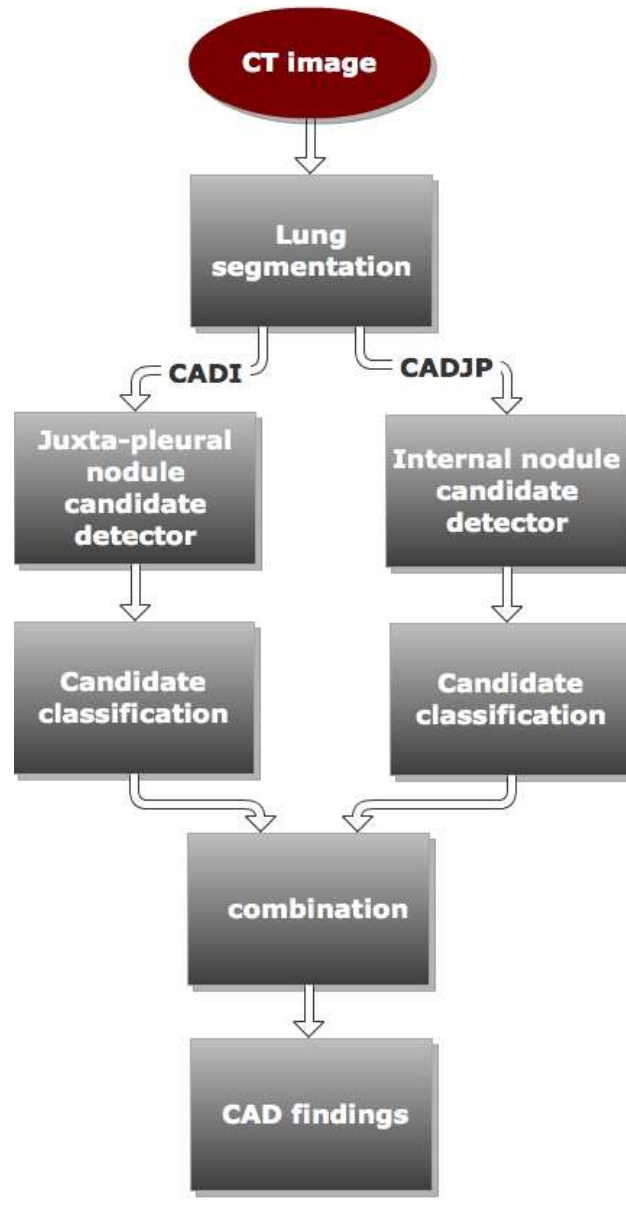 CT image
Lung
segmentation
CADI
CADJP
Juxta-pleural
nodule
candidate
detector
Internal nodule
candidate
detector
Candidate
classification
Candidate
classification
combination
CAD findings